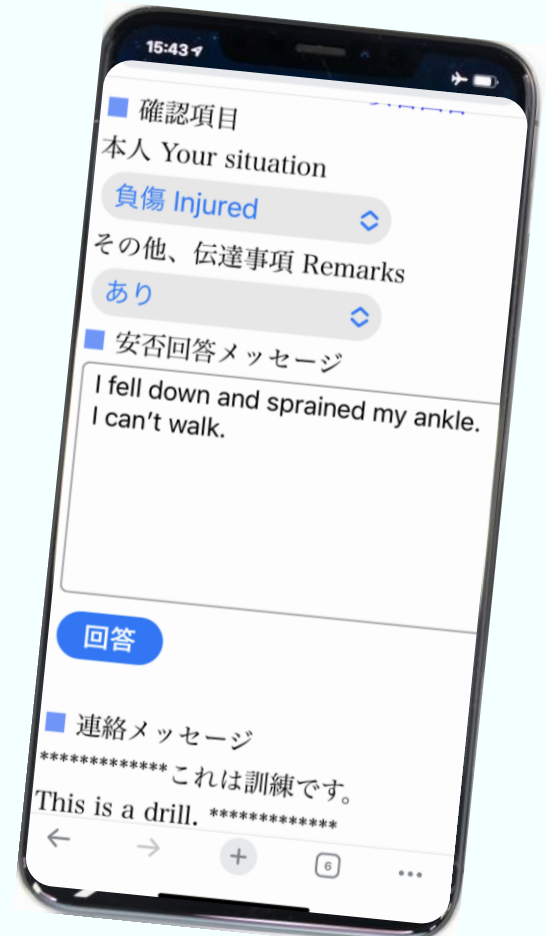 15:43
確認項目
本人 Your situation
負傷 Injured
その他、伝達事項 Remarks
あり
安否回答メッセージ
I fell down and sprained my ankle.
I can't walk.
回答
連絡メッセージ
*************これは訓練です。
This is a drill. *************
6